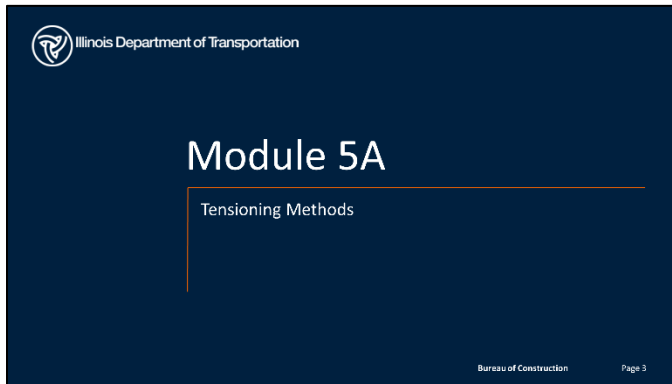 Illinois Department of Transportation
Module 5A
Tensioning Methods
Bureau of Construction Page 3